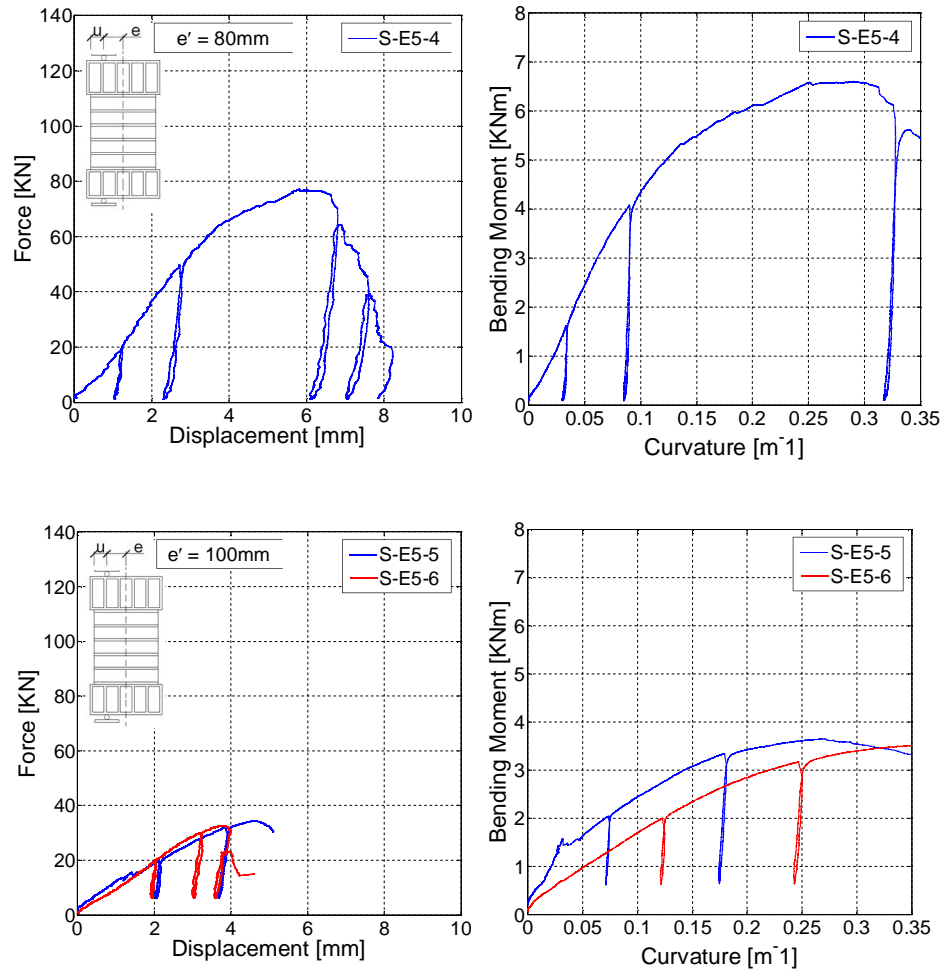 140
120
100
80
60
40
20
0
0 2 4 6 8 10
Force [KN]
Displacement [mm]
u e
e' = 80mm
S-E5-4
8
7
6
5
4
3
2
1
0
0 0.05 0.1 0.15 0.2 0.25 0.3 0.35
Bending Moment [KNm]
Curvature [m-1]
S-E5-4
140
120
100
80
60
40
20
0
0 2 4 6 8 10
Force [KN]
Displacement [mm]
u e
e' = 100mm
S-E5-5
S-E5-6
8
7
6
5
4
3
2
1
0
0 0.05 0.1 0.15 0.2 0.25 0.3 0.35
Bending Moment [KNm]
Curvature [m-1]
S-E5-5
S-E5-6